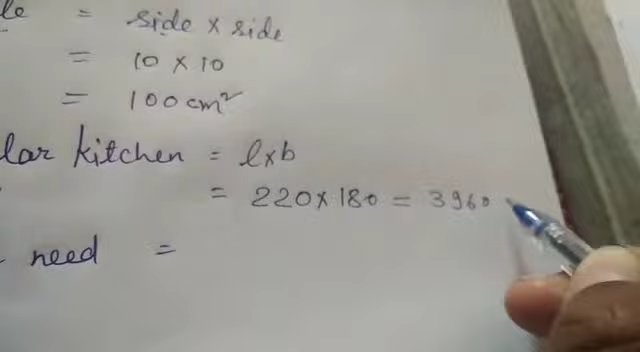 le = side × side
= 10 × 10
= 100 cm²
lar kitchen = l×b
= 220×180 = 3960
need =